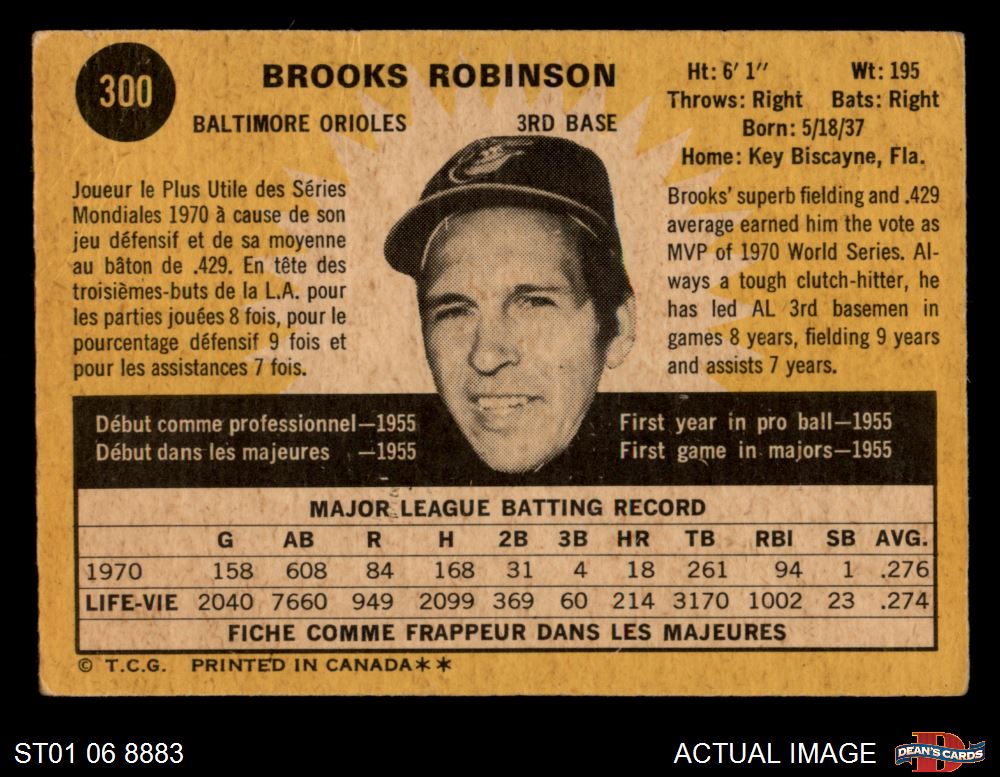 300
BROOKS ROBINSON
BALTIMORE ORIOLES 3RD BASE
Ht: 6' 1'' Wt: 195
Throws: Right Bats: Right
Born: 5/18/37
Home: Key Biscayne, Fla.
Joueur le Plus Utile des Séries
Mondiales 1970 à cause de son
jeu défensif et de sa moyenne
au bâton de .429. En tête des
troisièmes-buts de la L.A. pour
les parties jouées 8 fois, pour le
pourcentage défensif 9 fois et
pour les assistances 7 fois.
Brooks' superb fielding and .429
average earned him the vote as
MVP of 1970 World Series. Al-
ways a tough clutch-hitter, he
has led AL 3rd basemen in
games 8 years, fielding 9 years
and assists 7 years.
Début comme professionnel—1955
Début dans les majeures —1955
First year in pro ball—1955
First game in majors—1955
MAJOR LEAGUE BATTING RECORD
G AB R H 2B 3B HR TB RBI SB AVG.
1970 158 608 84 168 31 4 18 261 94 1 .276
LIFE-VIE 2040 7660 949 2099 369 60 214 3170 1002 23 .274
FICHE COMME FRAPPEUR DANS LES MAJEURES
© T.C.G. PRINTED IN CANADA✶✶
ST01 06 8883
ACTUAL IMAGE
D
DEAN'S CARDS